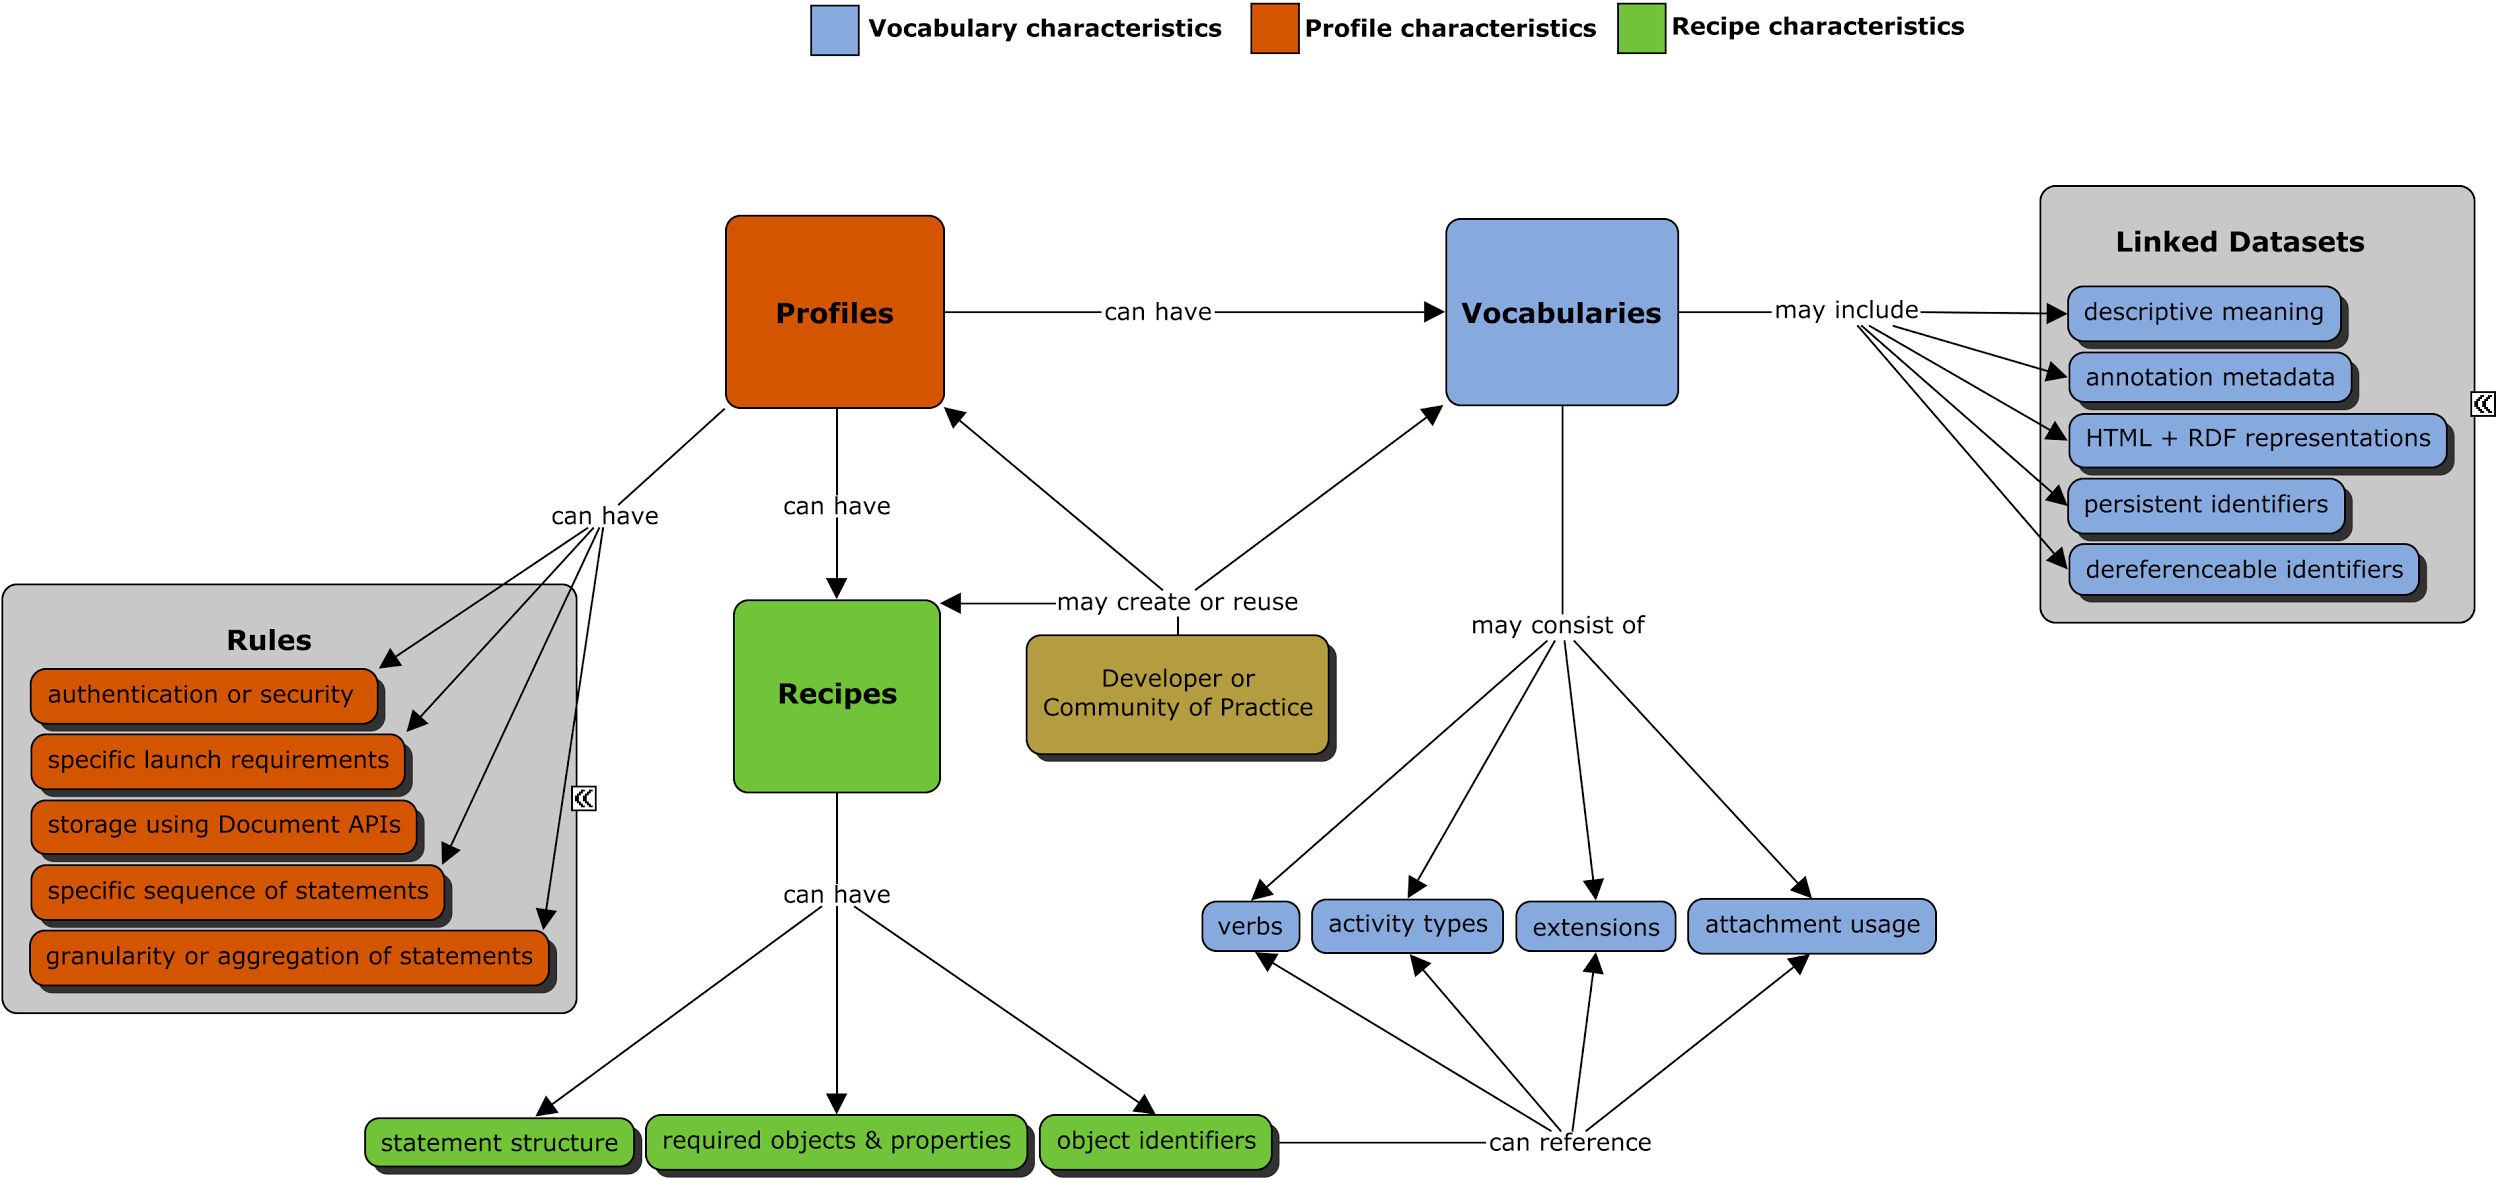 Vocabulary characteristics
Profile characteristics
Recipe characteristics
Profiles
can have
Vocabularies
may include
Linked Datasets
descriptive meaning
annotation metadata
HTML + RDF representations
persistent identifiers
dereferenceable identifiers
can have
can have
may create or reuse
Developer or
Community of Practice
may consist of
Rules
authentication or security
specific launch requirements
storage using Document APIs
specific sequence of statements
granularity or aggregation of statements
Recipes
can have
verbs
activity types
extensions
attachment usage
statement structure
required objects & properties
object identifiers
can reference